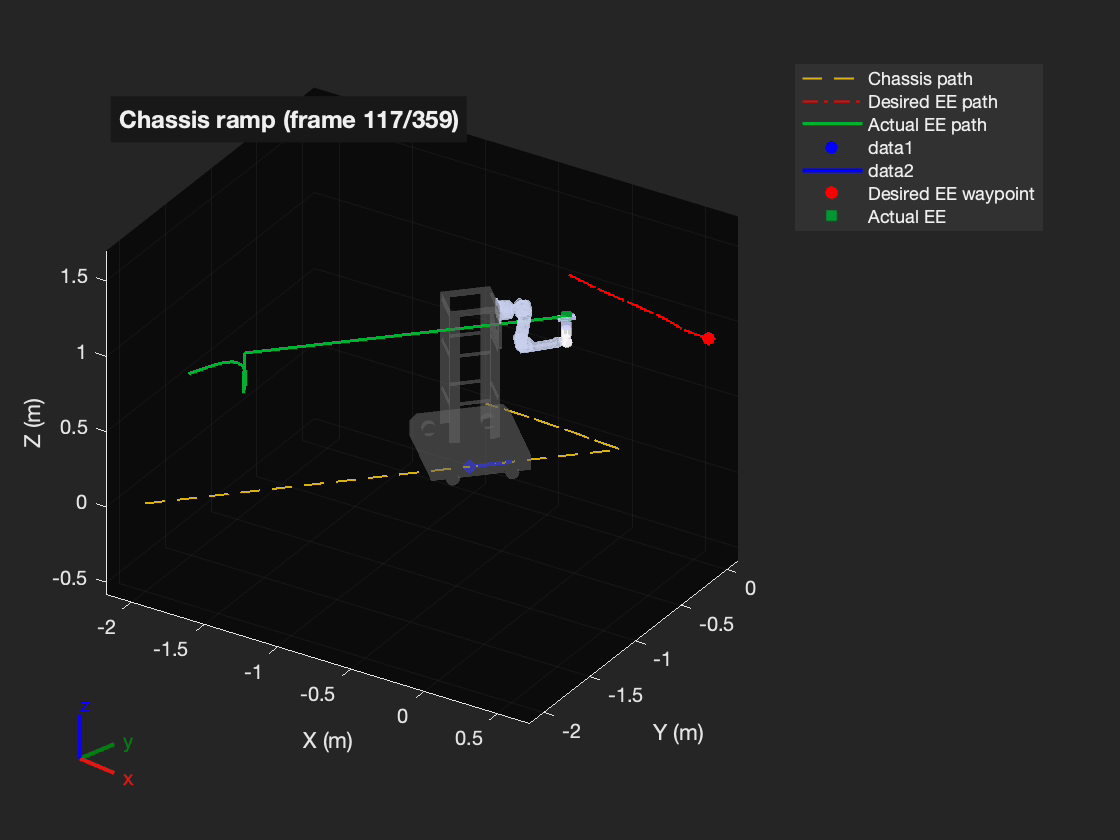 Chassis ramp (frame 117/359)
Chassis path
Desired EE path
Actual EE path
data1
data2
Desired EE waypoint
Actual EE
1.5
1
0.5
0
-0.5
Z (m)
-2
-1.5
-1
-0.5
0
0.5
X (m)
0
-0.5
-1
-1.5
-2
Y (m)
z
y
x